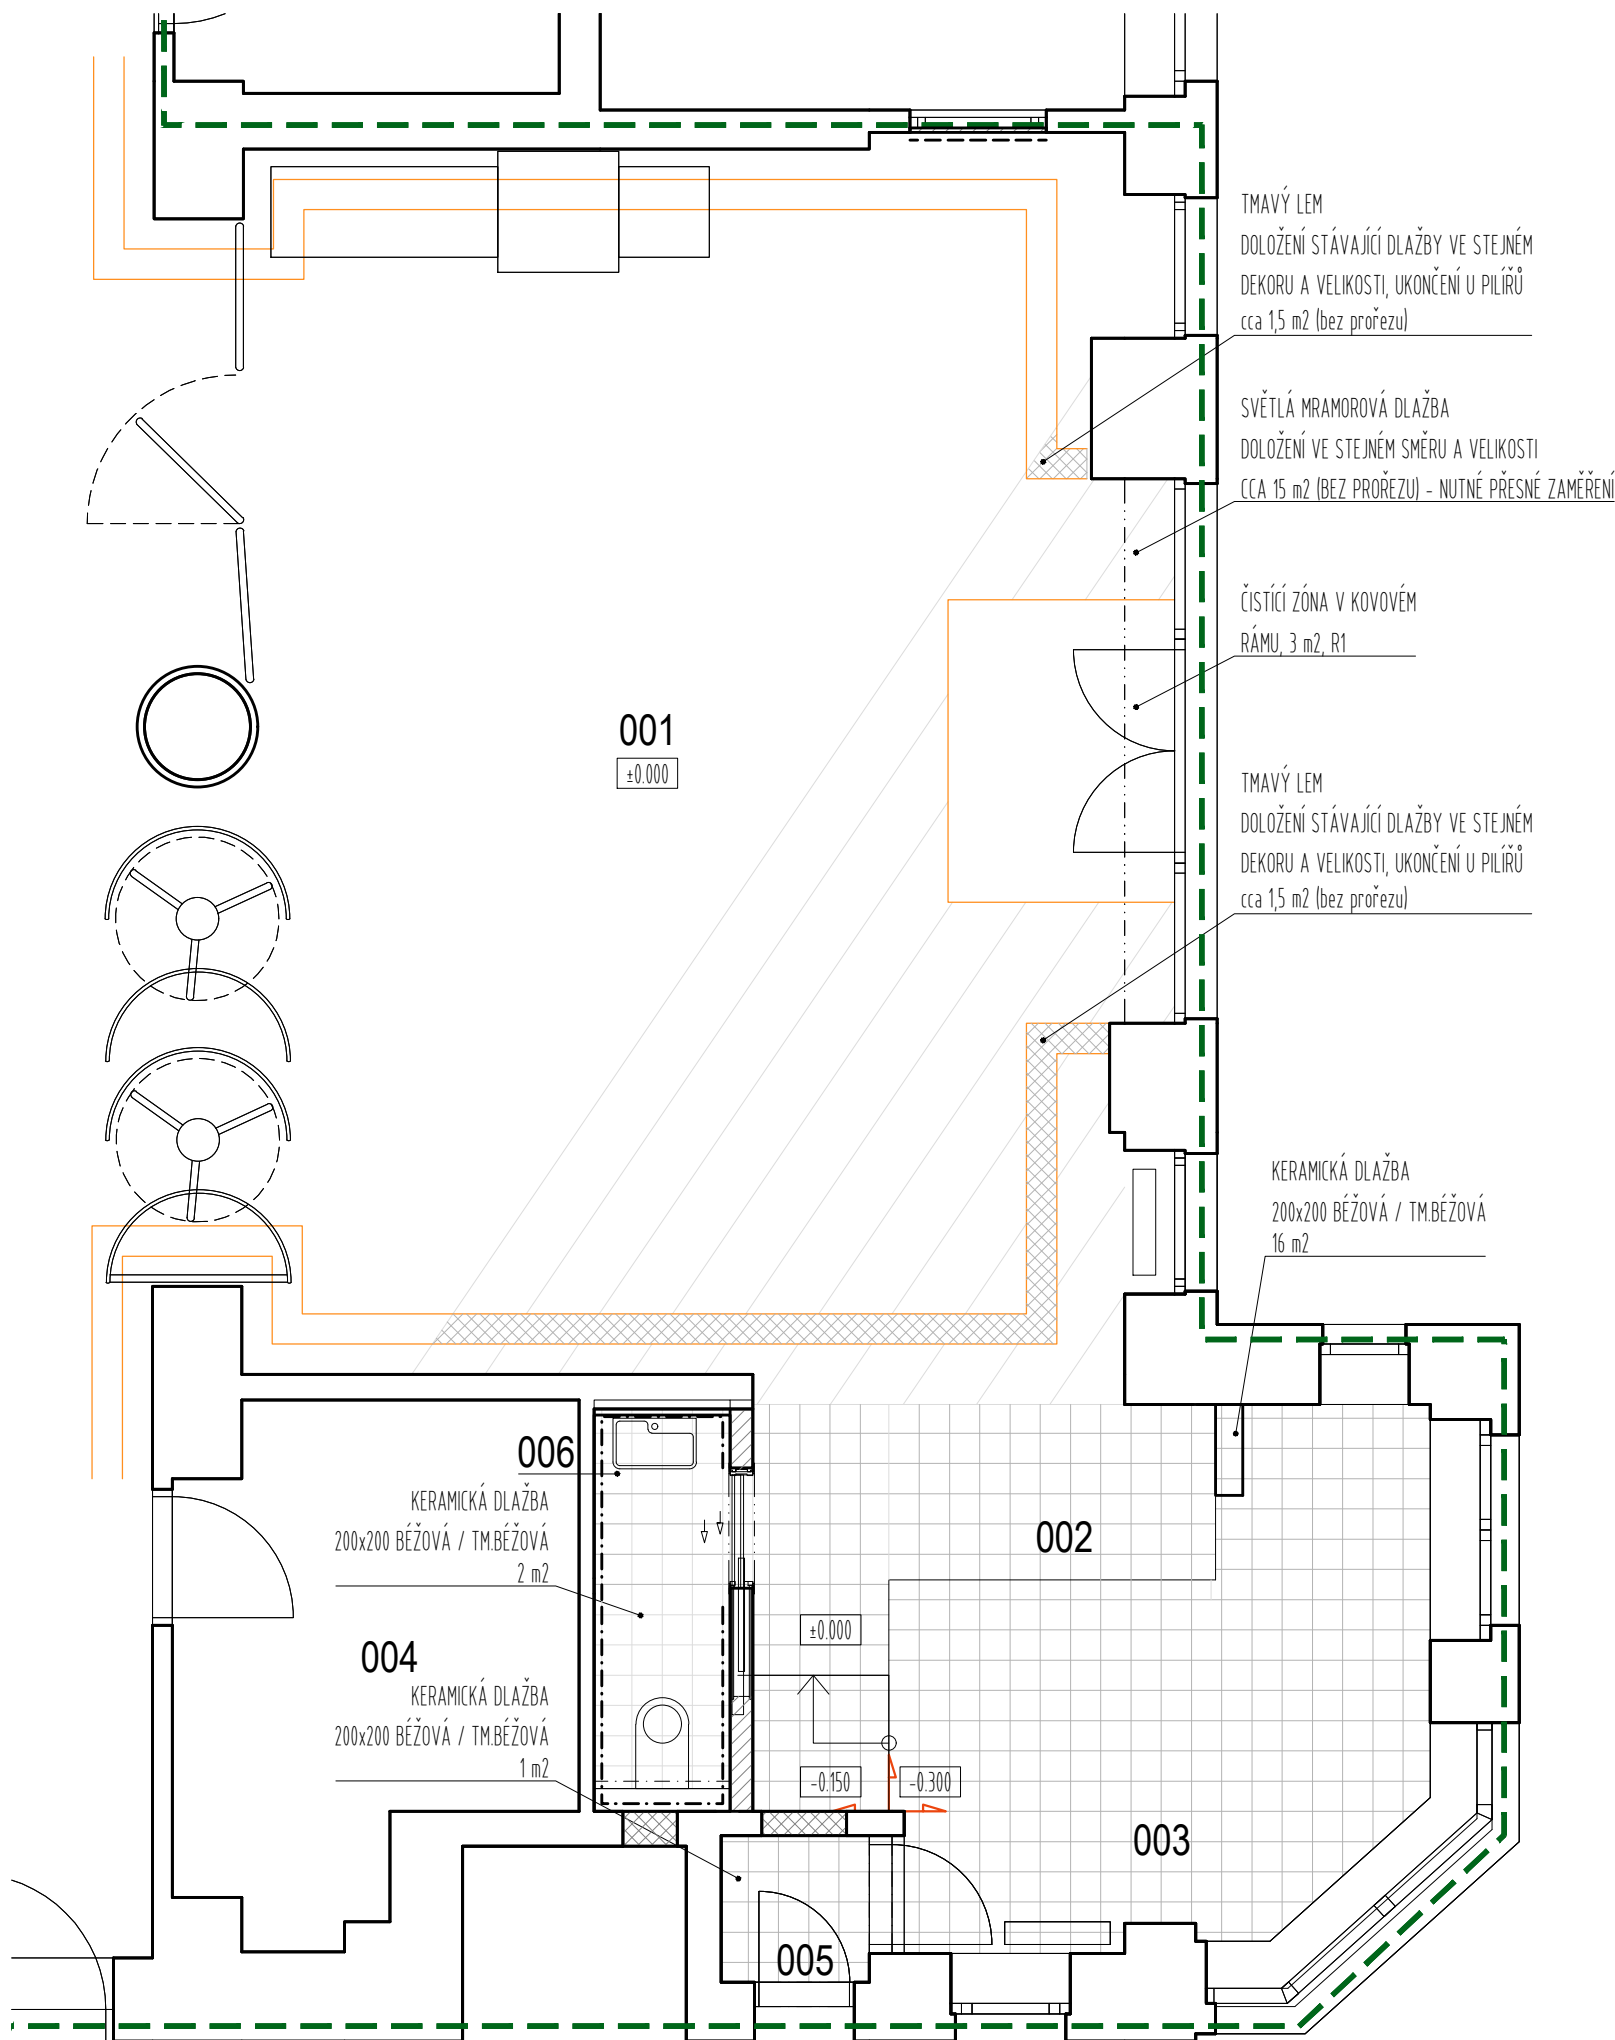 TMAVÝ LEM
DOLOŽENÍ STÁVAJÍCÍ DLAŽBY VE STEJNÉM
DEKORU A VELIKOSTI, UKONČENÍ U PILÍŘŮ
cca 1,5 m2 (bez prořezu)
SVĚTLÁ MRAMOROVÁ DLAŽBA
DOLOŽENÍ VE STEJNÉM SMĚRU A VELIKOSTI
CCA 15 m2 (BEZ PROŘEZU) - NUTNÉ PŘESNÉ ZAMĚŘENÍ
ČISTÍCÍ ZÓNA V KOVOVÉM
RÁMU, 3 m2, R1
001
±0.000
TMAVÝ LEM
DOLOŽENÍ STÁVAJÍCÍ DLAŽBY VE STEJNÉM
DEKORU A VELIKOSTI, UKONČENÍ U PILÍŘŮ
cca 1,5 m2 (bez prořezu)
KERAMICKÁ DLAŽBA
200x200 BÉŽOVÁ / TM.BÉŽOVÁ
16 m2
006
KERAMICKÁ DLAŽBA
200x200 BÉŽOVÁ / TM.BÉŽOVÁ
2 m2
002
±0.000
004
KERAMICKÁ DLAŽBA
200x200 BÉŽOVÁ / TM.BÉŽOVÁ
1 m2
-0.150
-0.300
003
005